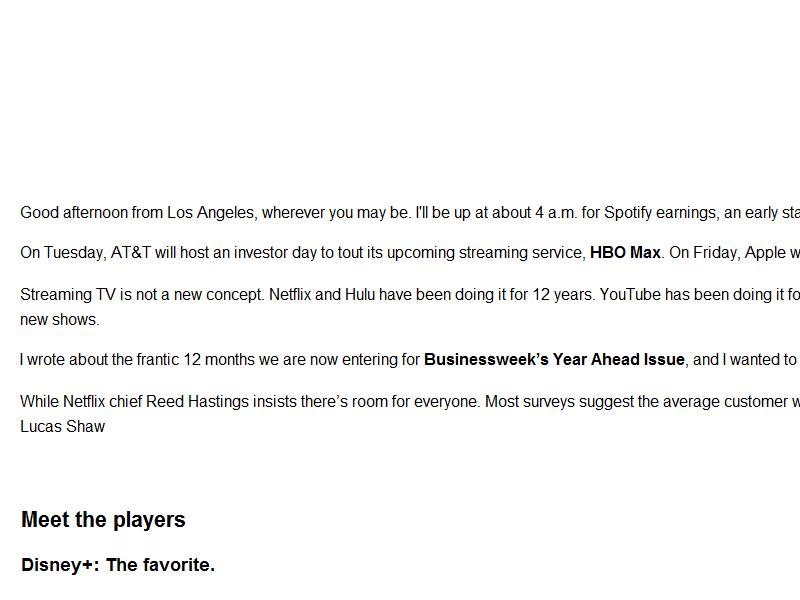 Good afternoon from Los Angeles, wherever you may be. I'll be up at about 4 a.m. for Spotify earnings, an early
On Tuesday, AT&T will host an investor day to tout its upcoming streaming service, HBO Max. On Friday, Apple
Streaming TV is not a new concept. Netflix and Hulu have been doing it for 12 years. YouTube has been doing it
new shows.
I wrote about the frantic 12 months we are now entering for Businessweek’s Year Ahead Issue, and I wanted to
While Netflix chief Reed Hastings insists there’s room for everyone. Most surveys suggest the average customer
Lucas Shaw
Meet the players
Disney+: The favorite.